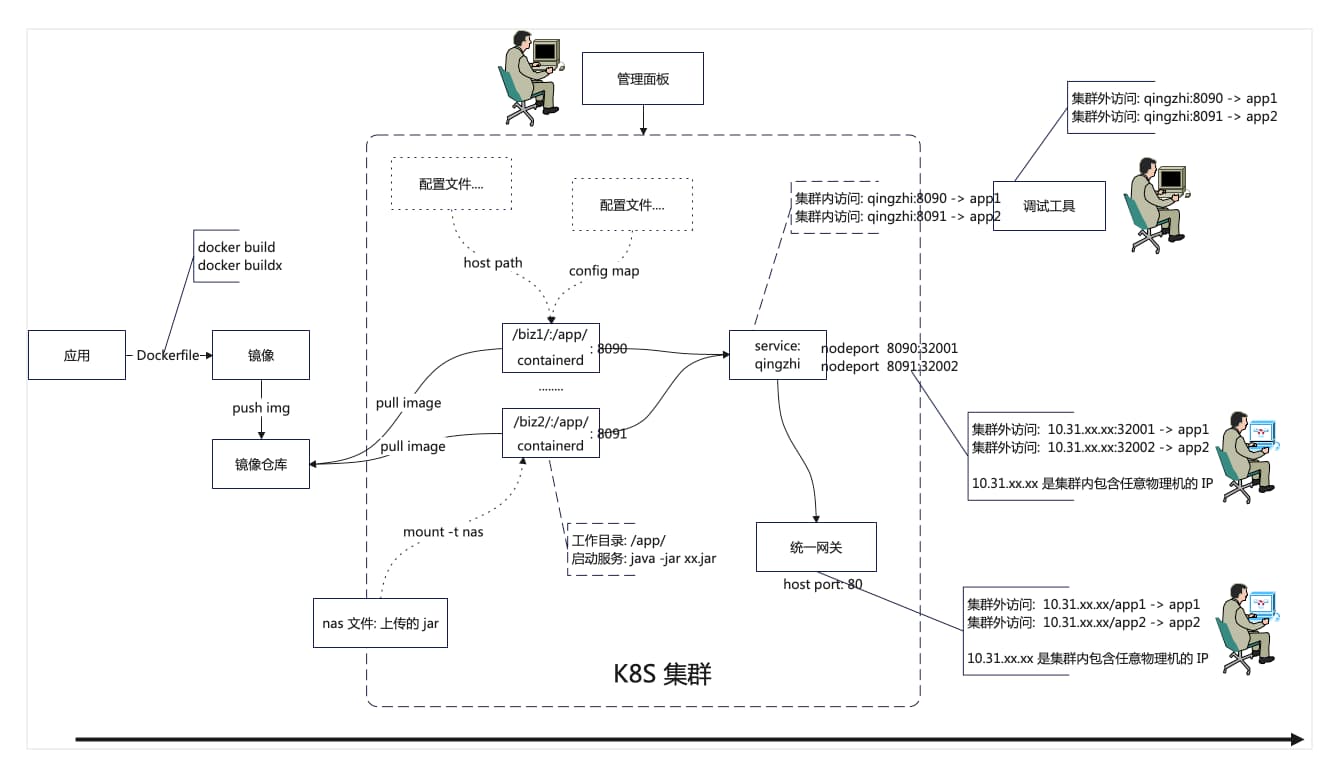 管理面板
集群外访问: qingzhi:8090 -> app1
集群外访问: qingzhi:8091 -> app2
配置文件....
配置文件....
集群内访问: qingzhi:8090 -> app1
集群内访问: qingzhi:8091 -> app2
调试工具
docker build
docker buildx
host path
config map
应用
Dockerfile
镜像
/biz1/:/app/
containerd
: 8090
service:
qingzhi
nodeport 8090:32001
nodeport 8091:32002
........
push img
pull image
/biz2/:/app/
containerd
: 8091
pull image
镜像仓库
集群外访问: 10.31.xx.xx:32001 -> app1
集群外访问: 10.31.xx.xx:32002 -> app2
10.31.xx.xx 是集群内包含任意物理机的 IP
mount -t nas
工作目录: /app/
启动服务: java -jar xx.jar
统一网关
host port: 80
nas 文件: 上传的 jar
集群外访问: 10.31.xx.xx/app1 -> app1
集群外访问: 10.31.xx.xx/app2 -> app2
10.31.xx.xx 是集群内包含任意物理机的 IP
K8S 集群